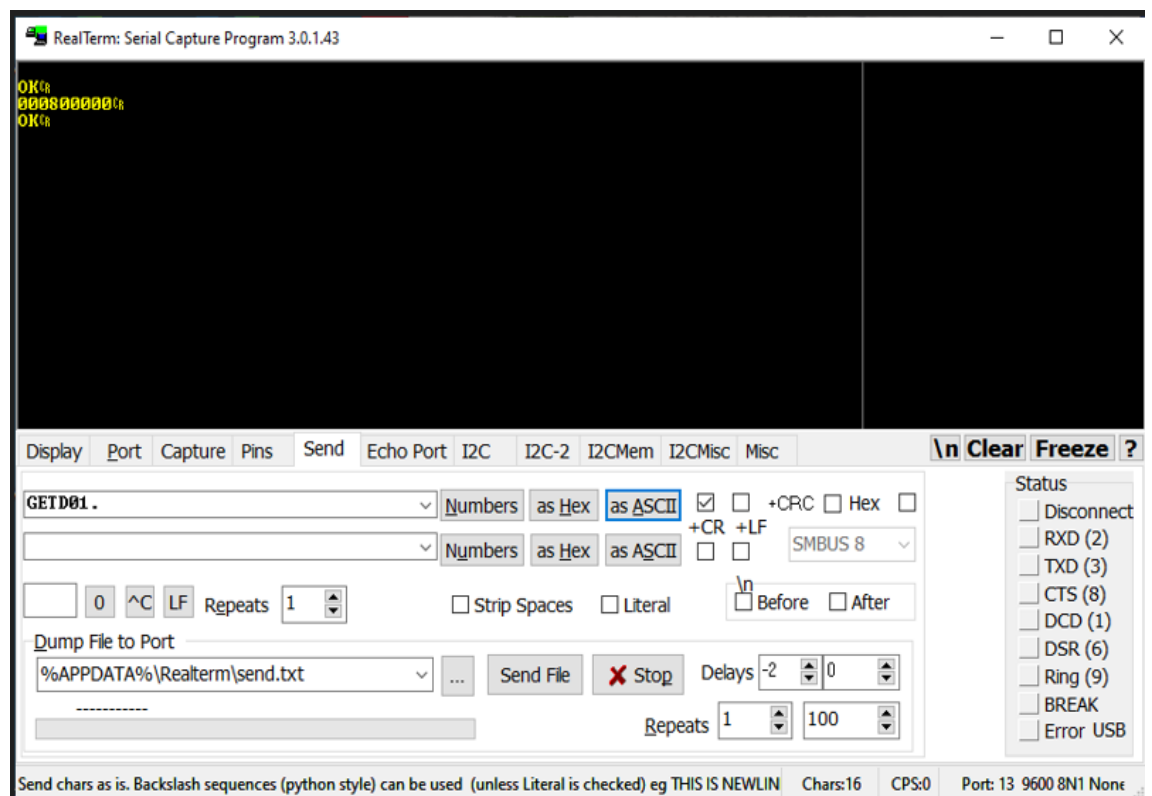 RealTerm: Serial Capture Program 3.0.1.43
OKCR
000800000CR
OKCR
Display Port Capture Pins Send Echo Port I2C I2C-2 I2CMem I2CMisc Misc \n Clear Freeze ?
GETD01. Numbers as Hex as ASCII +CRC Hex
+CR +LF
Numbers as Hex as ASCII SMBUS 8
0 ^C LF Repeats 1 Strip Spaces Literal \n Before After
Dump File to Port
%APPDATA%\Realterm\send.txt ... Send File Stop Delays -2 0
-----------
Repeats 1 100
Status
Disconnect
RXD (2)
TXD (3)
CTS (8)
DCD (1)
DSR (6)
Ring (9)
BREAK
Error USB
Send chars as is. Backslash sequences (python style) can be used (unless Literal is checked) eg THIS IS NEWLIN Chars:16 CPS:0 Port: 13 9600 8N1 None